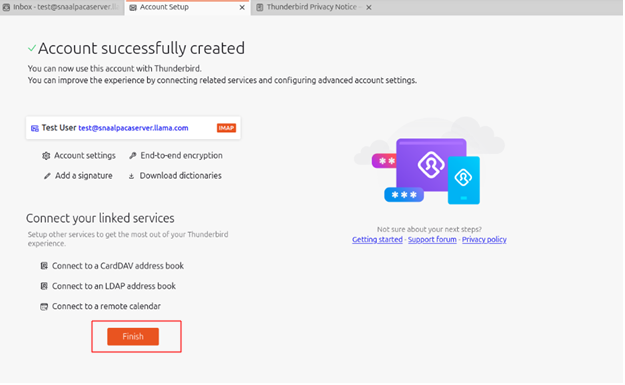 Inbox - test@snaalpacaserver.
Account Setup
Thunderbird Privacy Notice -
Account successfully created
You can now use this account with Thunderbird.
You can improve the experience by connecting related services and configuring advanced account settings.
Test User test@snaalpacaserver.llama.com IMAP
Account settings
End-to-end encryption
Add a signature
Download dictionaries
Connect your linked services
Setup other services to get the most out of your Thunderbird
experience.
Connect to a CardDAV address book
Connect to an LDAP address book
Connect to a remote calendar
Finish
***
***
Not sure about your next steps?
Getting started · Support forum · Privacy policy